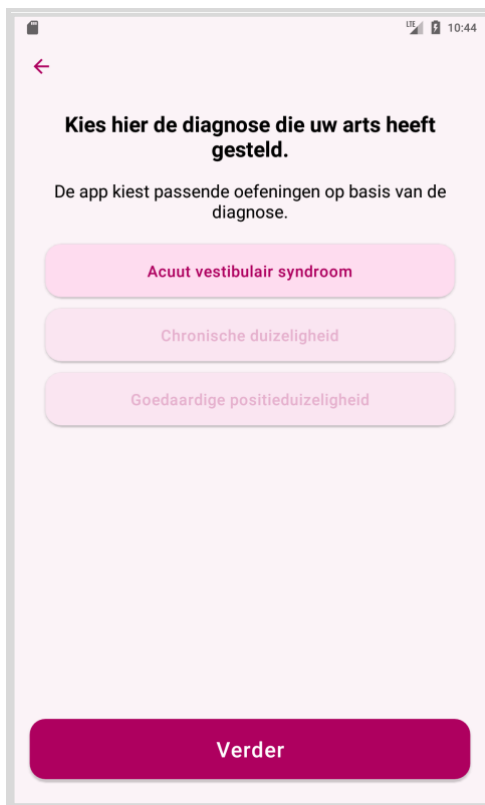 LTE 10:44
Kies hier de diagnose die uw arts heeft
gesteld.
De app kiest passende oefeningen op basis van de
diagnose.
Acuut vestibulair syndroom
Chronische duizeligheid
Goedaardige positieduizeligheid
Verder